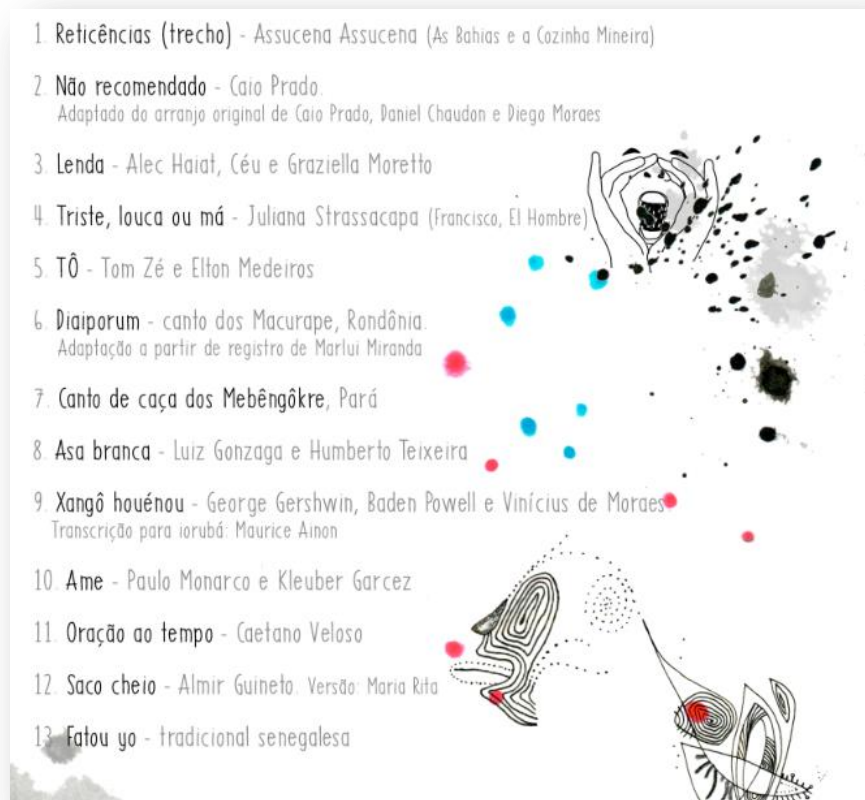 1. Reticências (trecho) - Assucena Assucena (As Bahias e a Cozinha Mineira)
2. Não recomendado - Caio Prado.
Adaptado do arranjo original de Caio Prado, Daniel Chaudon e Diego Moraes
3. Lenda - Alec Haiat, Céu e Graziella Moretto
4. Triste, louca ou má - Juliana Strassacapa (Francisco, El Hombre)
5. TÔ - Tom Zé e Elton Medeiros
6. Diaiporum - canto dos Macurape, Rondônia.
Adaptação a partir de registro de Marlui Miranda
7. Canto de caça dos Mebêngôkre, Pará
8. Asa branca - Luiz Gonzaga e Humberto Teixeira
9. Xangô houénou - George Gershwin, Baden Powell e Vinícius de Moraes
Transcrição para iorubá: Maurice Ainon
10. Ame - Paulo Monarco e Kleuber Garcez
11. Oração ao tempo - Caetano Veloso
12. Saco cheio - Almir Guineto. Versão: Maria Rita
13. Fatou yo - tradicional senegalesa